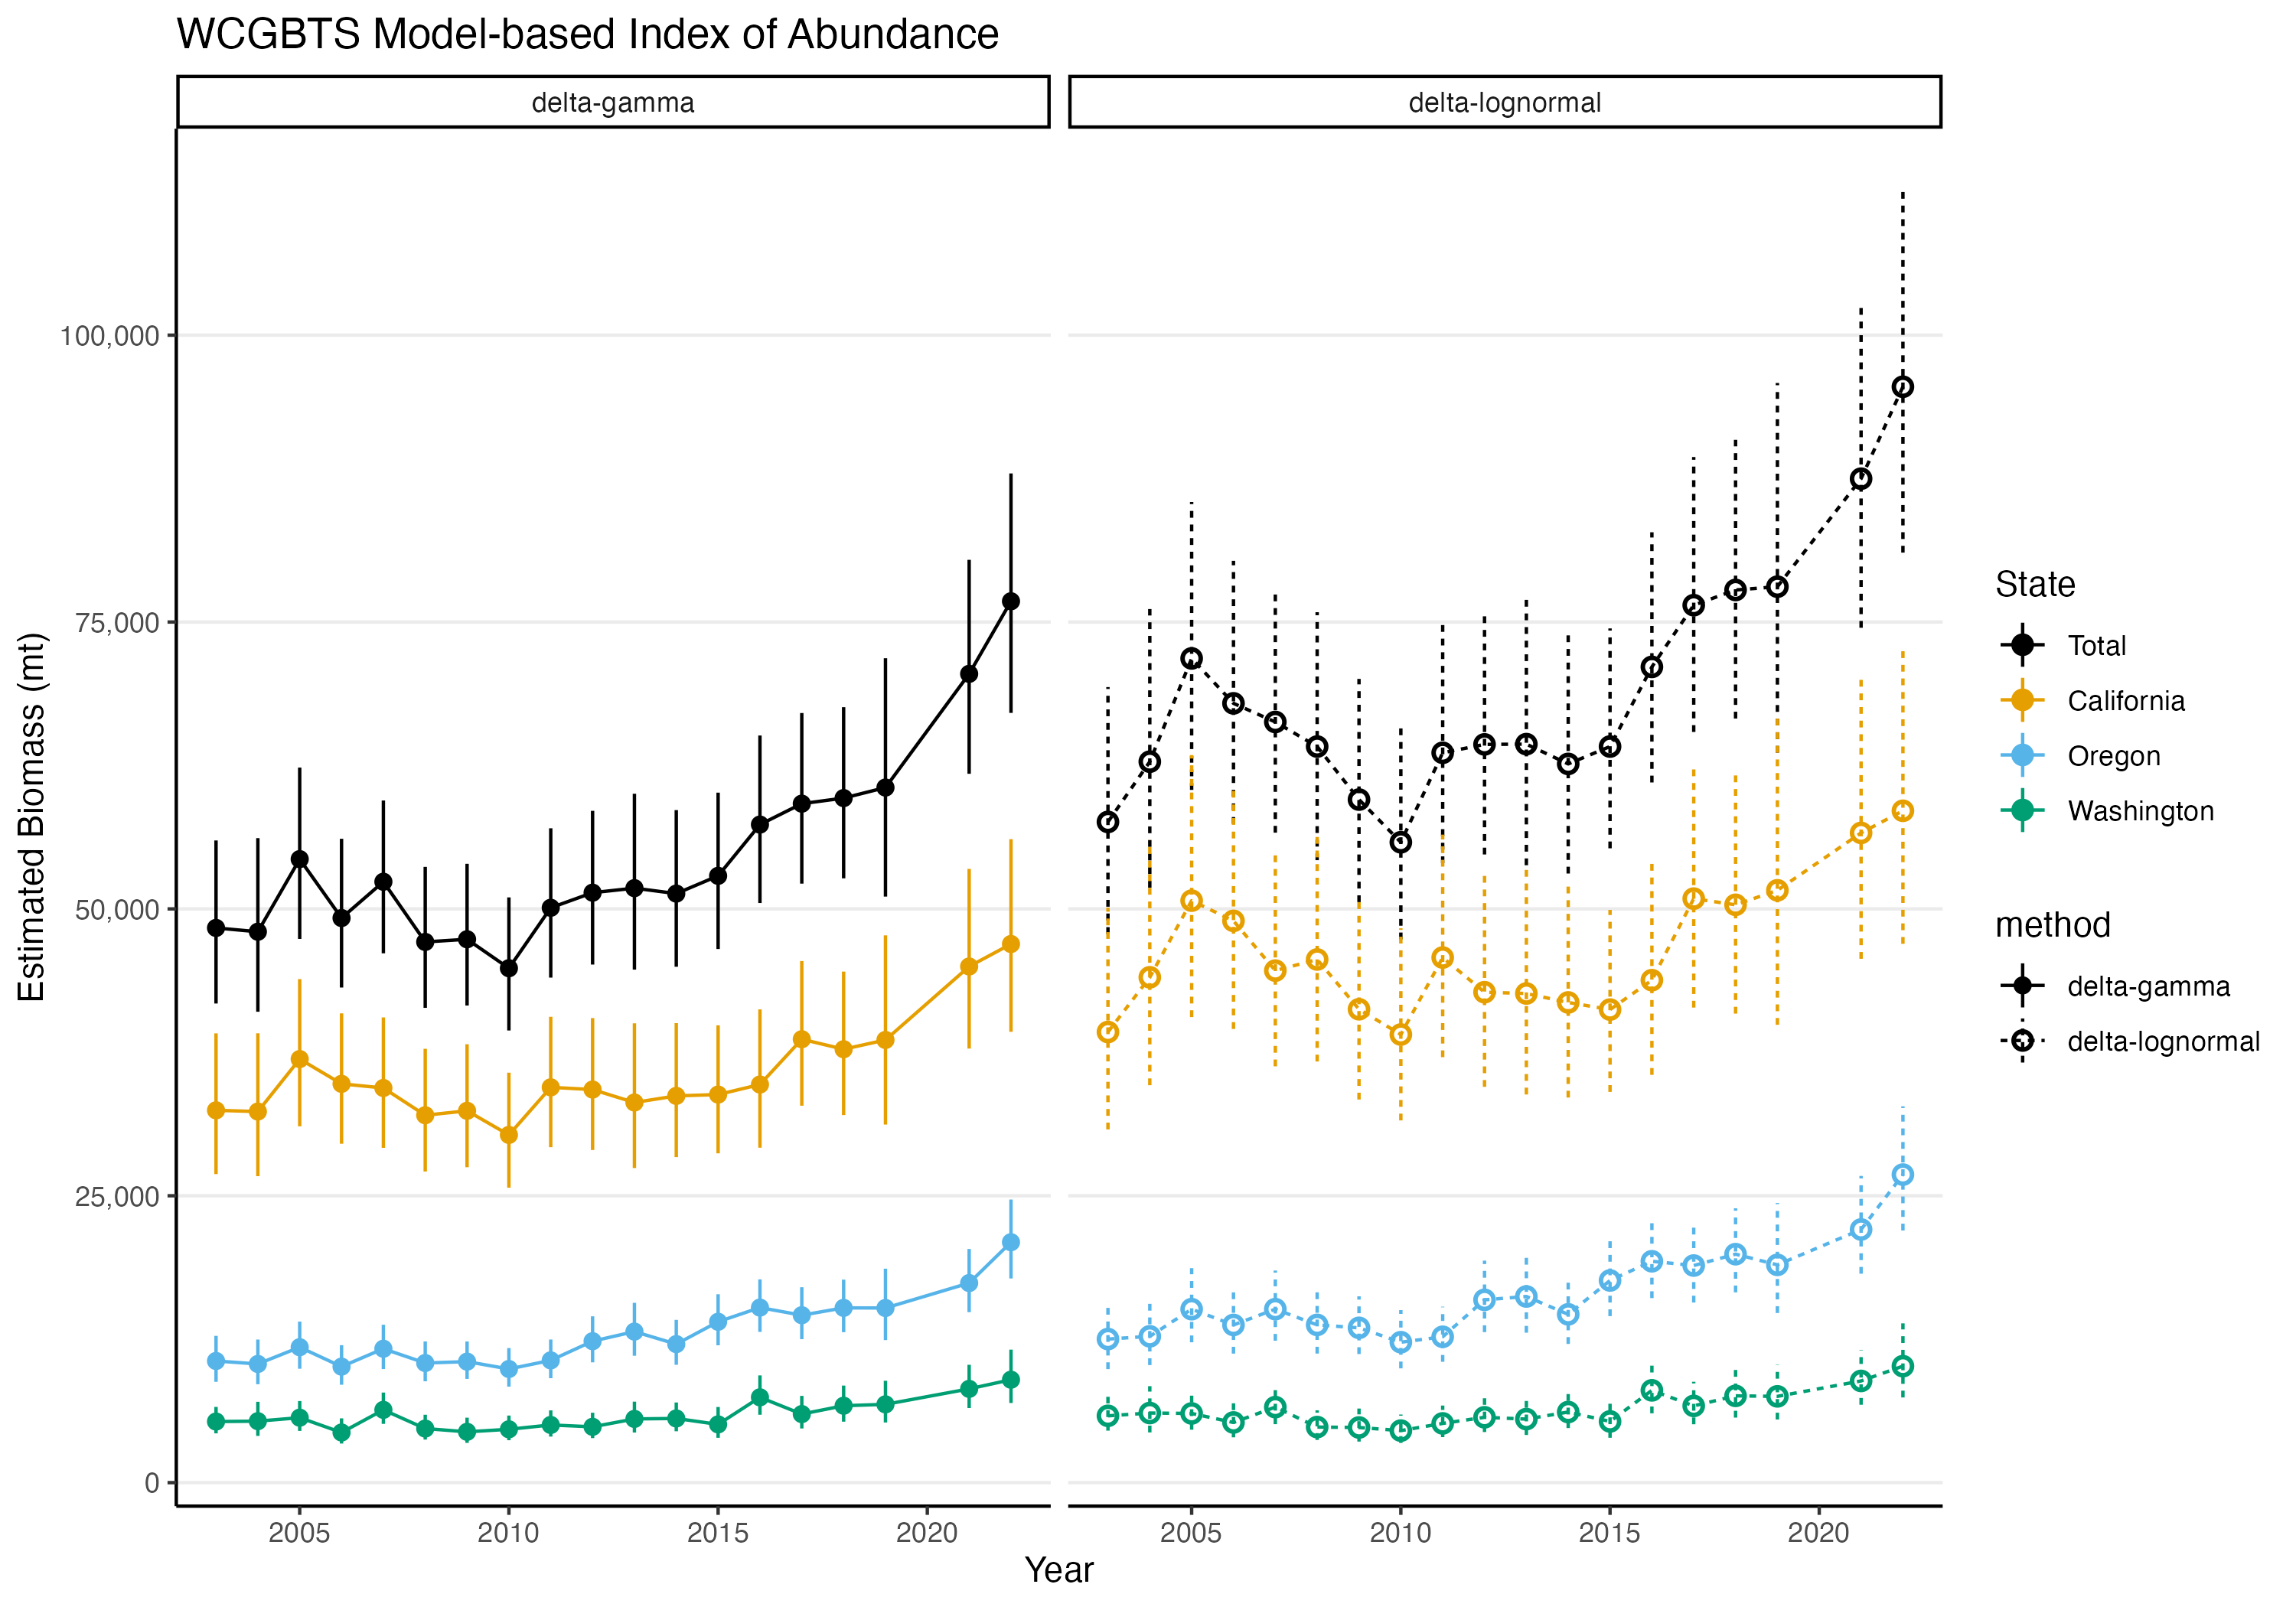 WCGBTS Model-based Index of Abundance
delta-gamma
delta-lognormal
Estimated Biomass (mt)
100,000
75,000
50,000
25,000
0
2005
2010
2015
2020
2005
2010
2015
2020
Year
State
Total
California
Oregon
Washington
method
delta-gamma
delta-lognormal